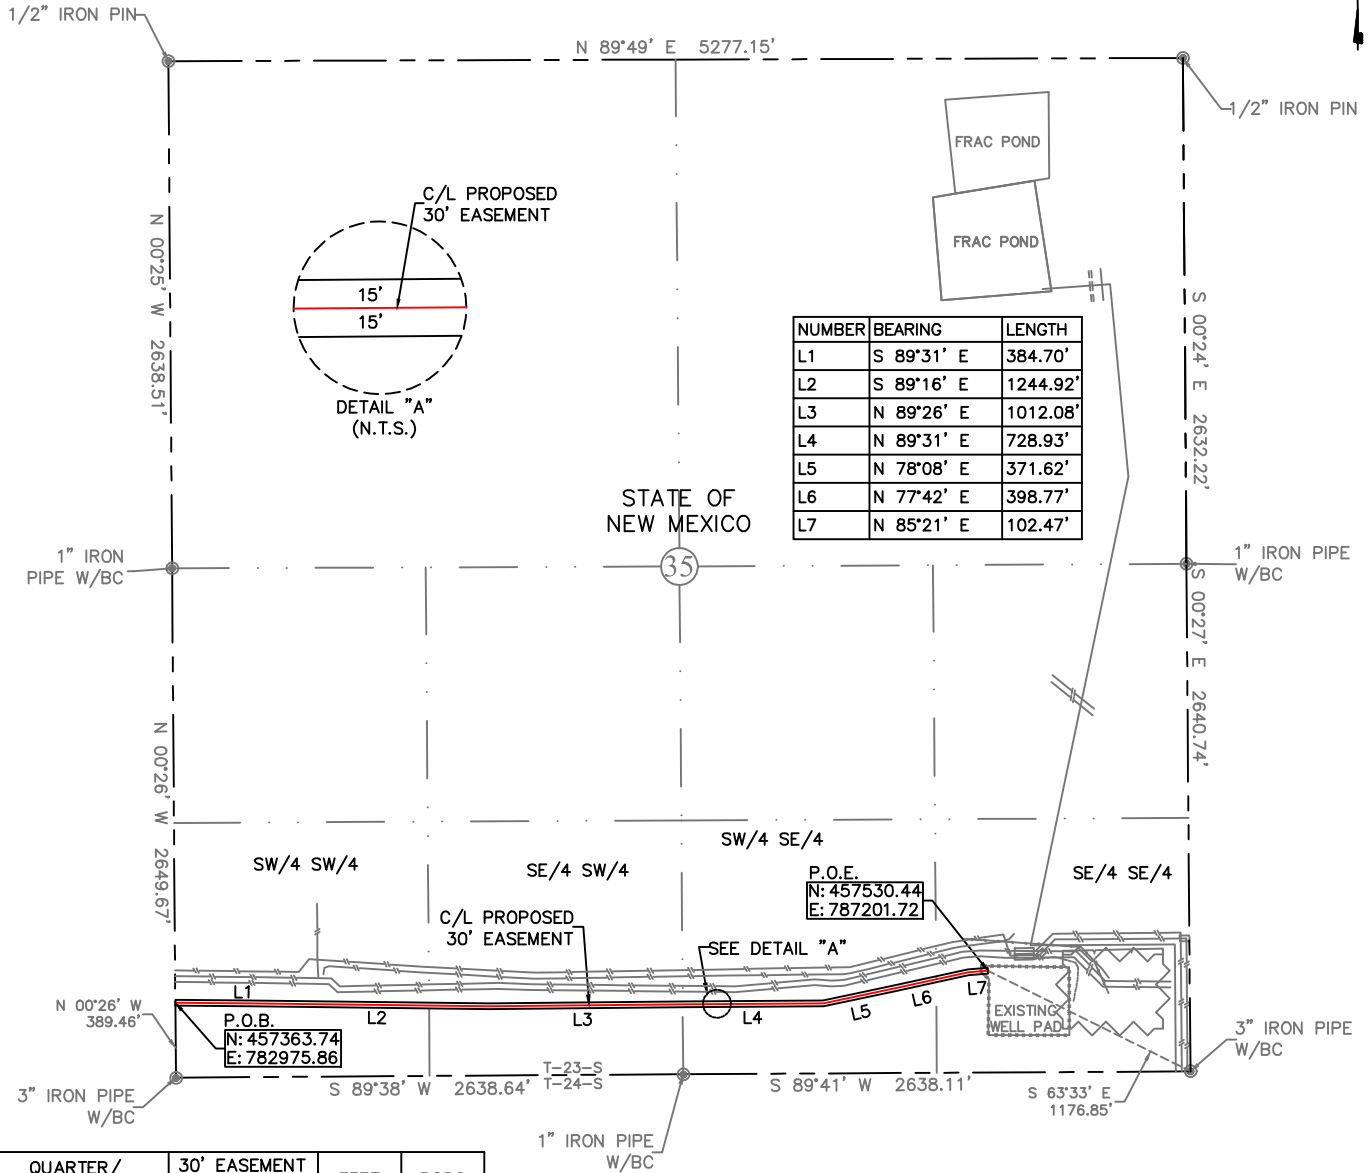 1/2" IRON PIN
N 89°49' E 5277.15'
1/2" IRON PIN
FRAC POND
FRAC POND
C/L PROPOSED
30' EASEMENT
15'
15'
DETAIL "A"
(N.T.S.)
N 00°25' W 2638.51'
S 00°24' E 2632.22'
NUMBER BEARING LENGTH
L1 S 89°31' E 384.70'
L2 S 89°16' E 1244.92'
L3 N 89°26' E 1012.08'
L4 N 89°31' E 728.93'
L5 N 78°08' E 371.62'
L6 N 77°42' E 398.77'
L7 N 85°21' E 102.47'
STATE OF
NEW MEXICO
35
1" IRON
PIPE W/BC
1" IRON PIPE
W/BC
N 00°26' W 2649.67'
S 00°27' E 2640.74'
SW/4 SW/4
SE/4 SW/4
SW/4 SE/4
SE/4 SE/4
P.O.E.
N: 457530.44
E: 787201.72
C/L PROPOSED
30' EASEMENT
SEE DETAIL "A"
L1
L2
L3
L4
L5
L6
L7
N 00°26' W
389.46'
P.O.B.
N: 457363.74
E: 782975.86
EXISTING
WELL PAD
3" IRON PIPE
W/BC
3" IRON PIPE
W/BC
S 89°38' W 2638.64'
T-23-S
T-24-S
S 89°41' W 2638.11'
S 63°33' E
1176.85'
1" IRON PIPE
W/BC
QUARTER/
30' EASEMENT